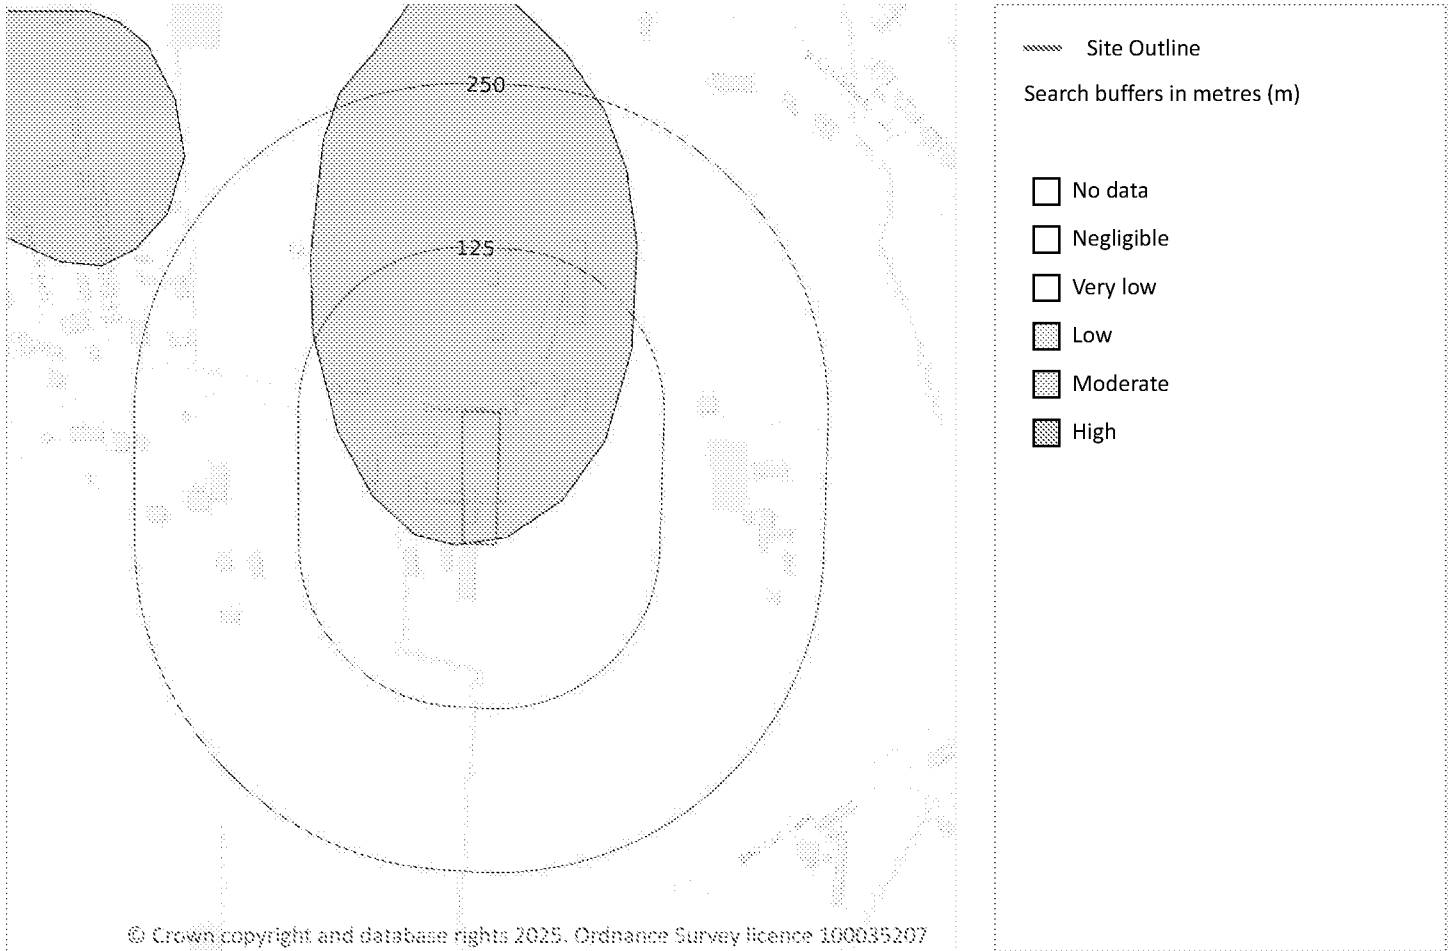 250
125
© Crown copyright and database rights 2025. Ordnance Survey licence 100035207
Site Outline
Search buffers in metres (m)
No data
Negligible
Very low
Low
Moderate
High